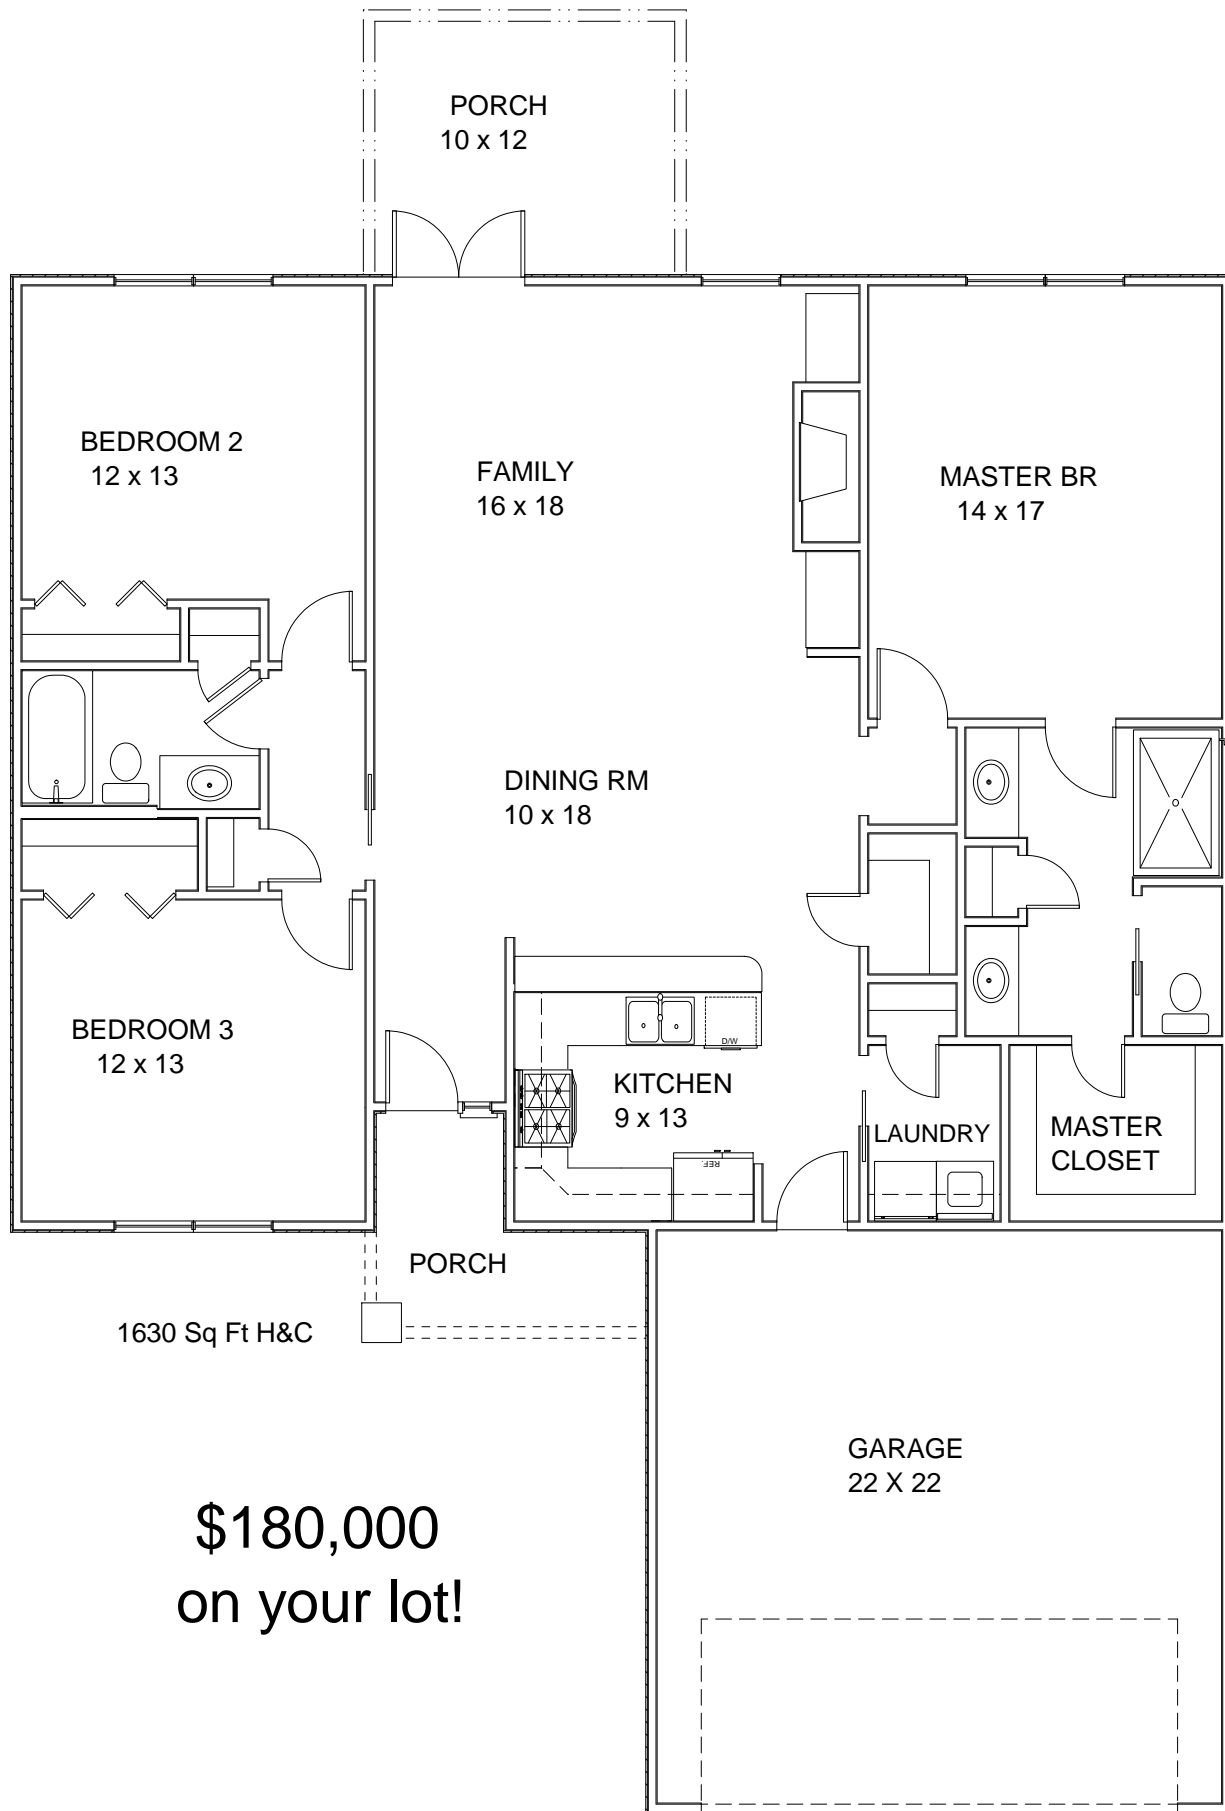 PORCH
10 x 12
BEDROOM 2
12 x 13
FAMILY
16 x 18
MASTER BR
14 x 17
DINING RM
10 x 18
BEDROOM 3
12 x 13
D/W
KITCHEN
9 x 13
REF.
LAUNDRY
MASTER
CLOSET
PORCH
1630 Sq Ft H&C
GARAGE
22 X 22
$180,000
on your lot!